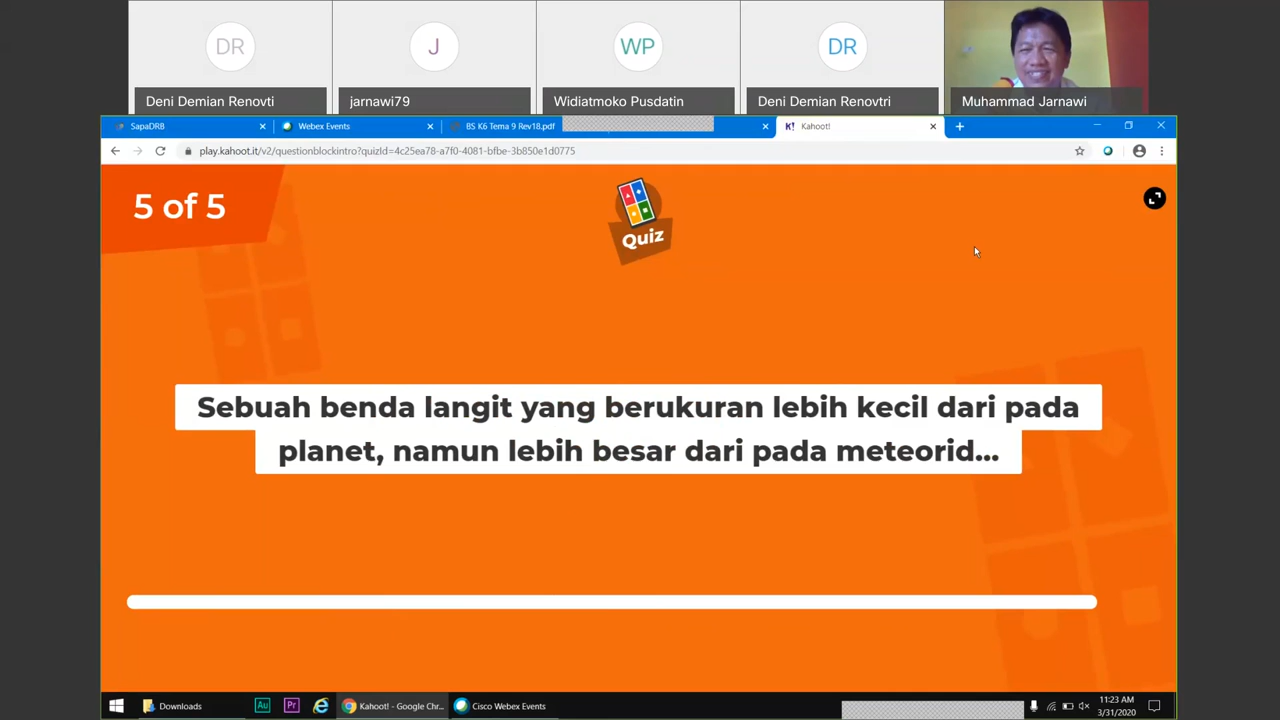 DR
J
WP
DR
Deni Demian Renovti
jarnawi79
Widiatmoko Pusdatin
Deni Demian Renovtri
Muhammad Jarnawi
SapaDRB
Webex Events
BS K6 Tema 9 Rev18.pdf
K! Kahoot!
play.kahoot.it/v2/questionblockintro?quizId=4c25ea78-a7f0-4081-bfbe-3b850e1d0775
5 of 5
Quiz
Sebuah benda langit yang berukuran lebih kecil dari pada
planet, namun lebih besar dari pada meteorid...
Downloads
Au
Pr
Kahoot! - Google Chr...
Cisco Webex Events
11:23 AM
3/31/2020